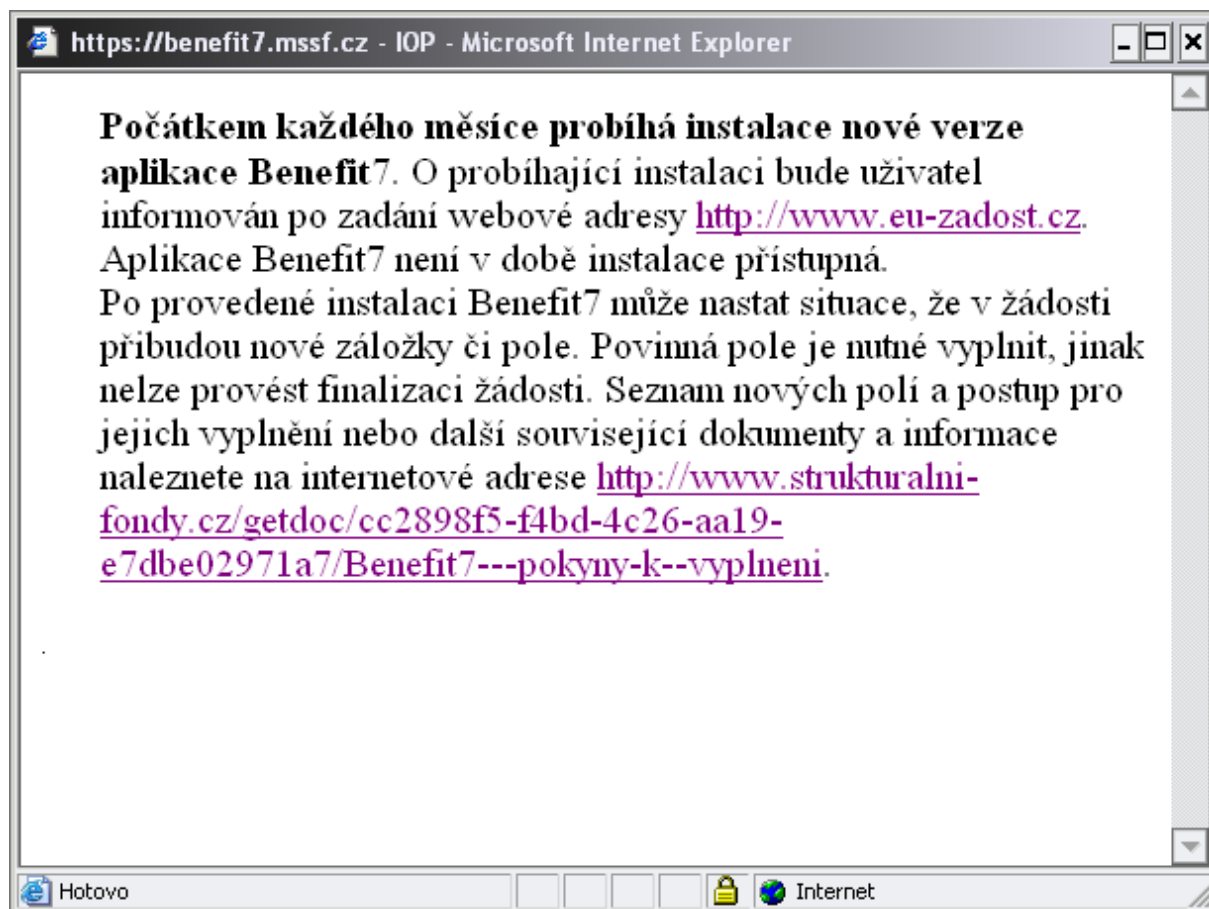 https://benefit7.mssf.cz - IOP - Microsoft Internet Explorer
Počátkem každého měsíce probíhá instalace nové verze
aplikace Benefit7. O probíhající instalaci bude uživatel
informován po zadání webové adresy http://www.eu-zadost.cz.
Aplikace Benefit7 není v době instalace přístupná.
Po provedené instalaci Benefit7 může nastat situace, že v žádosti
přibudou nové záložky či pole. Povinná pole je nutné vyplnit, jinak
nelze provést finalizaci žádosti. Seznam nových polí a postup pro
jejich vyplnění nebo další související dokumenty a informace
naleznete na internetové adrese http://www.strukturalni-
fondy.cz/getdoc/cc2898f5-f4bd-4c26-aa19-
e7dbe02971a7/Benefit7---pokyny-k--vyplneni.
.
Hotovo
Internet